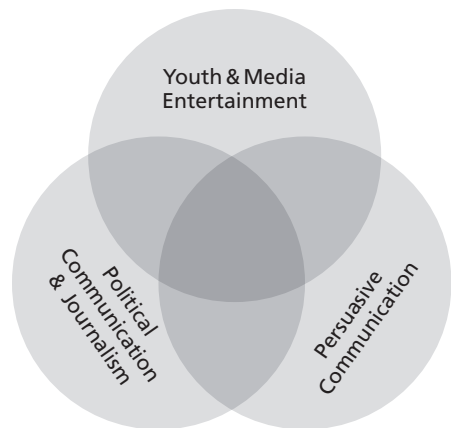 Youth & Media
Entertainment
Political
Communication
& Journalism
Persuasive
Communication